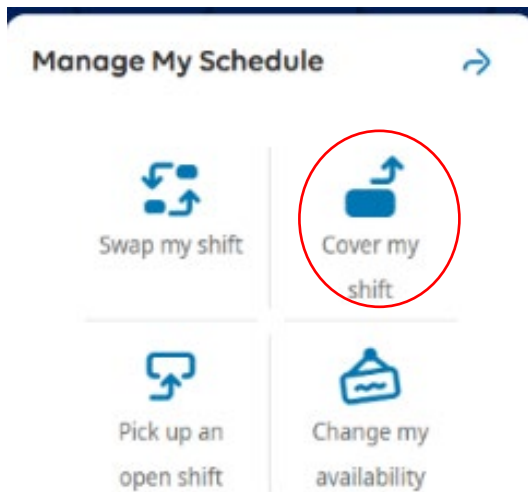 Manage My Schedule
Swap my shift
Cover my
shift
Pick up an
open shift
Change my
availability